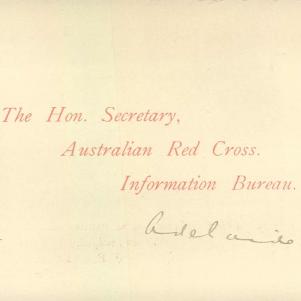 The Hon. Secretary,
Australian Red Cross.
Information Bureau.
Adelaide